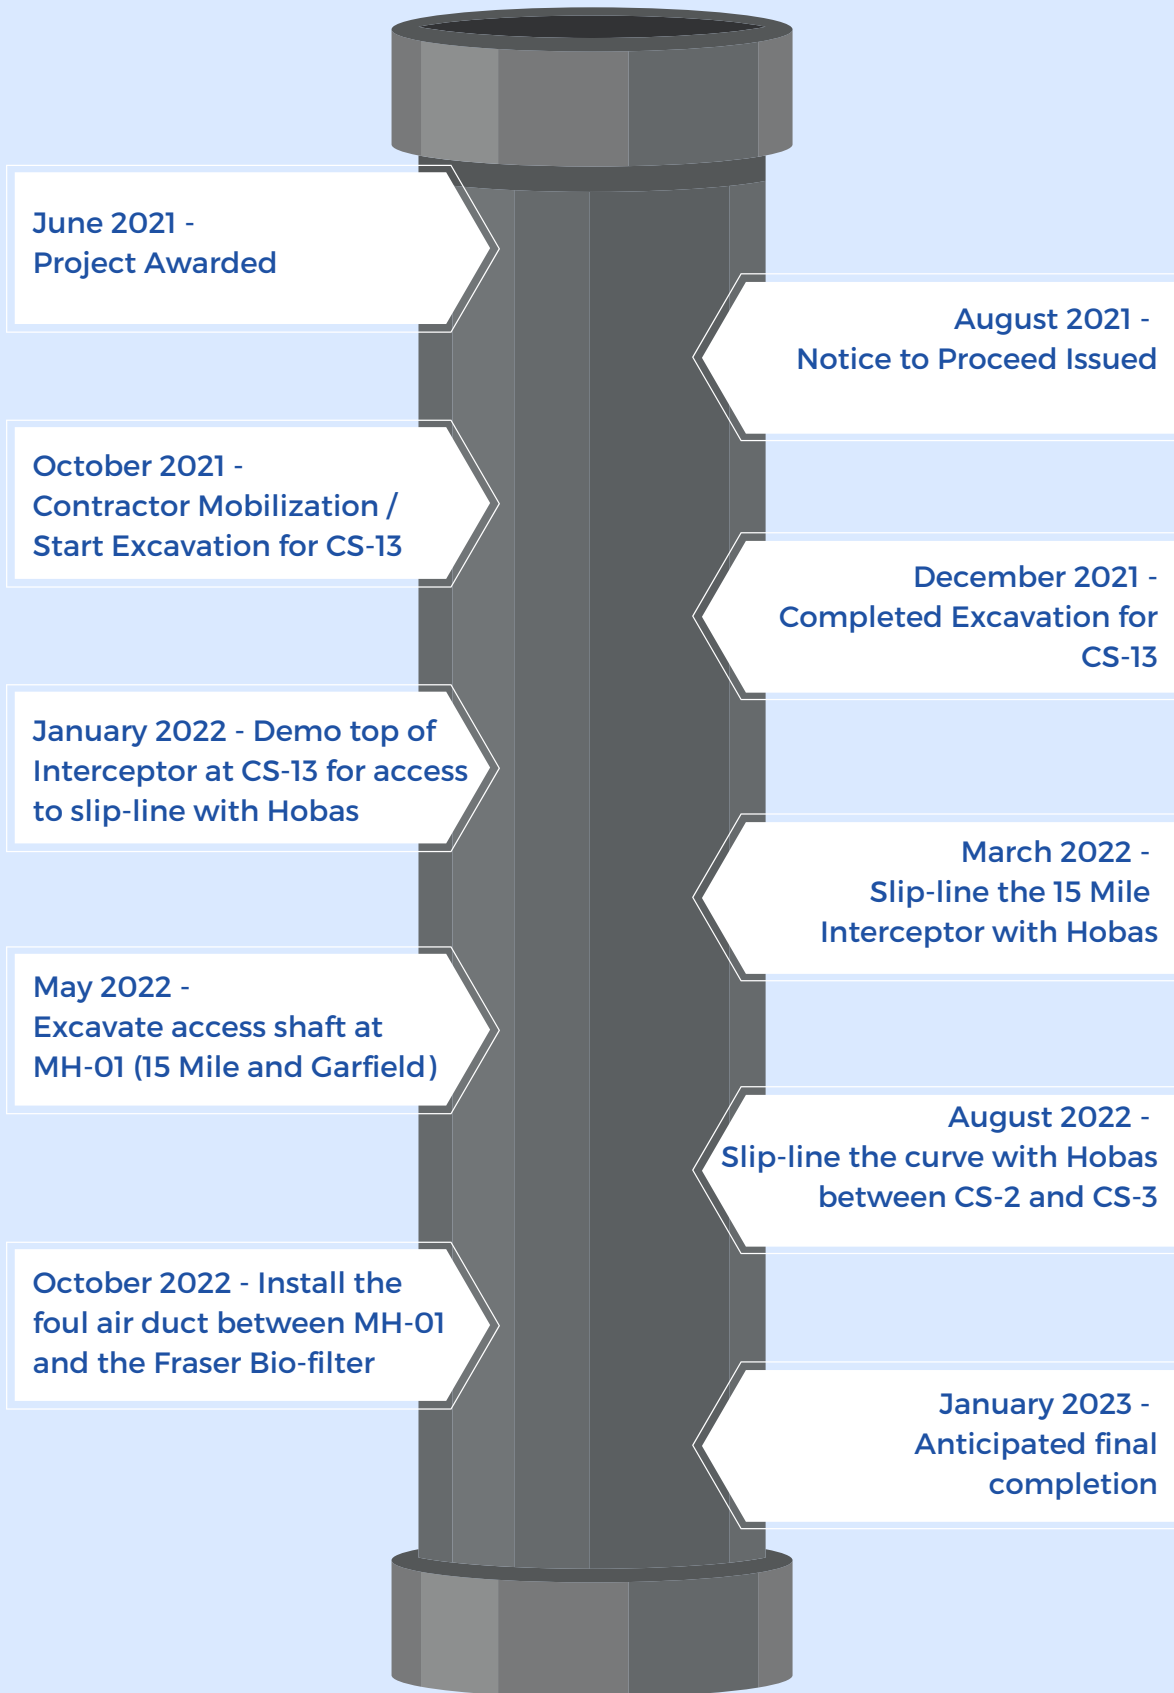 June 2021 -
Project Awarded
August 2021 -
Notice to Proceed Issued
October 2021 -
Contractor Mobilization /
Start Excavation for CS-13
December 2021 -
Completed Excavation for
CS-13
January 2022 - Demo top of
Interceptor at CS-13 for access
to slip-line with Hobas
March 2022 -
Slip-line the 15 Mile
Interceptor with Hobas
May 2022 -
Excavate access shaft at
MH-01 (15 Mile and Garfield)
August 2022 -
Slip-line the curve with Hobas
between CS-2 and CS-3
October 2022 - Install the
foul air duct between MH-01
and the Fraser Bio-filter
January 2023 -
Anticipated final
completion